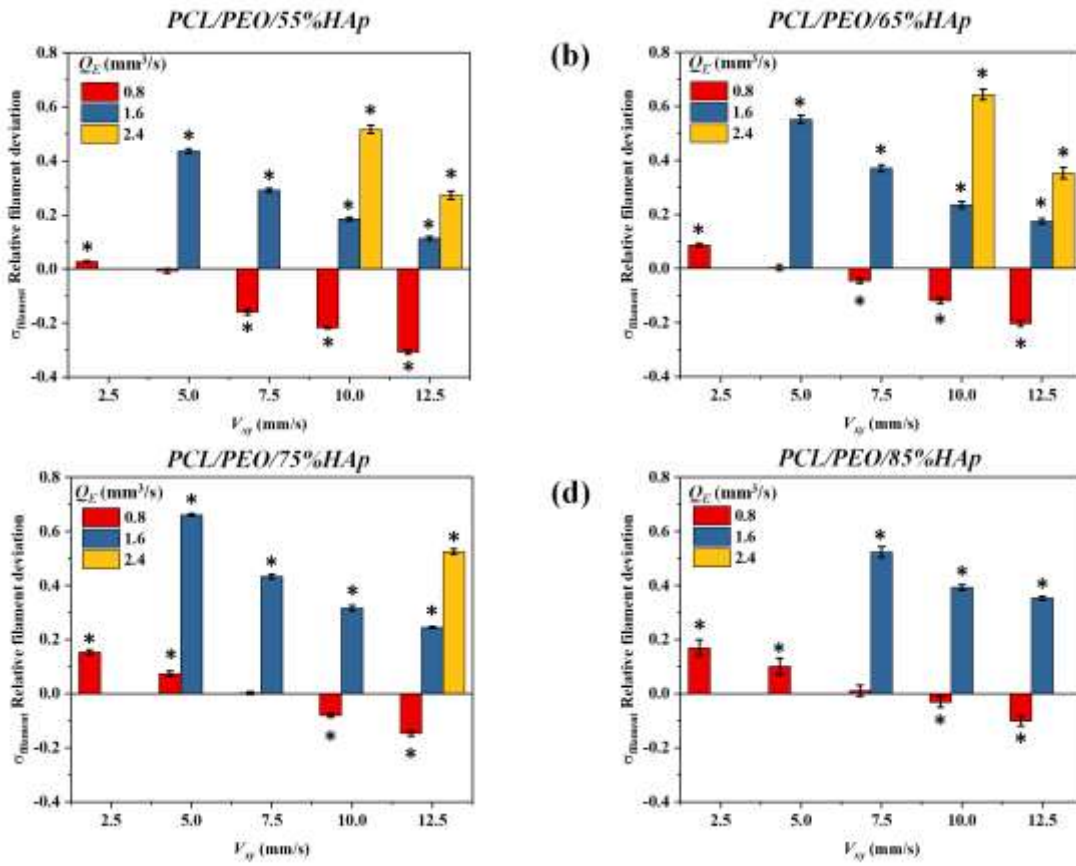 PCL/PEO/55%HAp
Q_E (mm³/s)
0.8
1.6
2.4
σ_filament Relative filament deviation
0.8
0.6
0.4
0.2
0.0
-0.2
-0.4
* * * * * * * * * *
2.5 5.0 7.5 10.0 12.5
V_xy (mm/s)
(b)
PCL/PEO/65%HAp
Q_E (mm³/s)
0.8
1.6
2.4
σ_filament Relative filament deviation
0.8
0.6
0.4
0.2
0.0
-0.2
-0.4
* * * * * * * * * *
2.5 5.0 7.5 10.0 12.5
V_xy (mm/s)
PCL/PEO/75%HAp
Q_E (mm³/s)
0.8
1.6
2.4
σ_filament Relative filament deviation
0.8
0.6
0.4
0.2
0.0
-0.2
-0.4
* * * * * * * * *
2.5 5.0 7.5 10.0 12.5
V_xy (mm/s)
(d)
PCL/PEO/85%HAp
Q_E (mm³/s)
0.8
1.6
2.4
σ_filament Relative filament deviation
0.8
0.6
0.4
0.2
0.0
-0.2
-0.4
* * * * * * *
2.5 5.0 7.5 10.0 12.5
V_xy (mm/s)